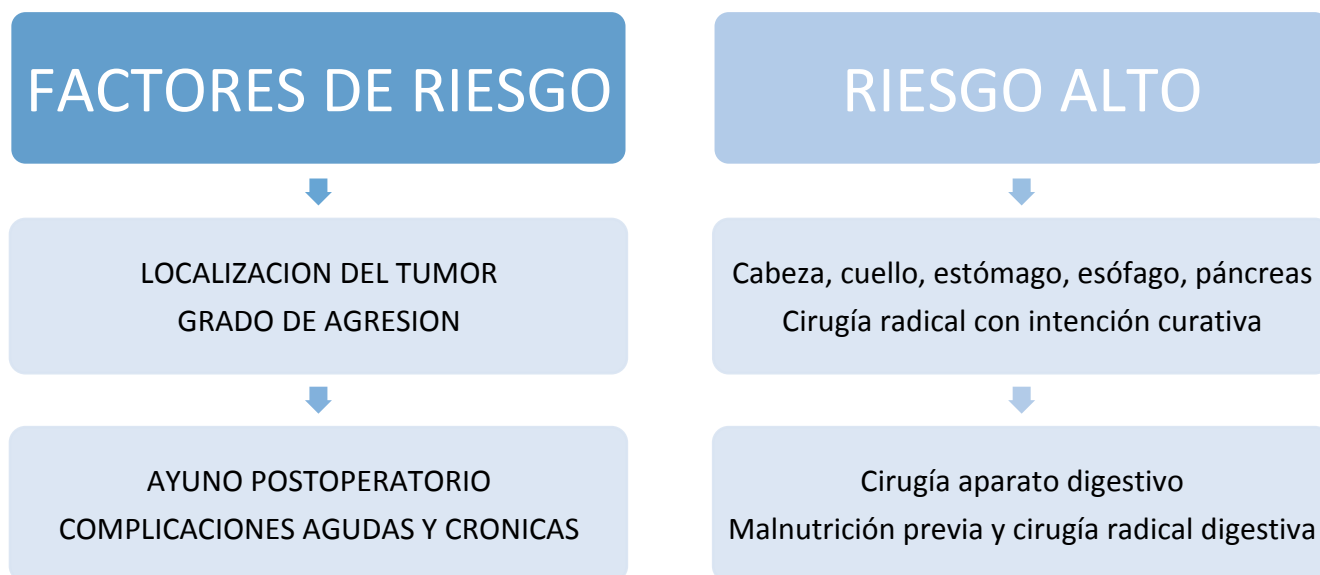 FACTORES DE RIESGO
LOCALIZACION DEL TUMOR
GRADO DE AGRESION
AYUNO POSTOPERATORIO
COMPLICACIONES AGUDAS Y CRONICAS
RIESGO ALTO
Cabeza, cuello, estómago, esófago, páncreas
Cirugía radical con intención curativa
Cirugía aparato digestivo
Malnutrición previa y cirugía radical digestiva